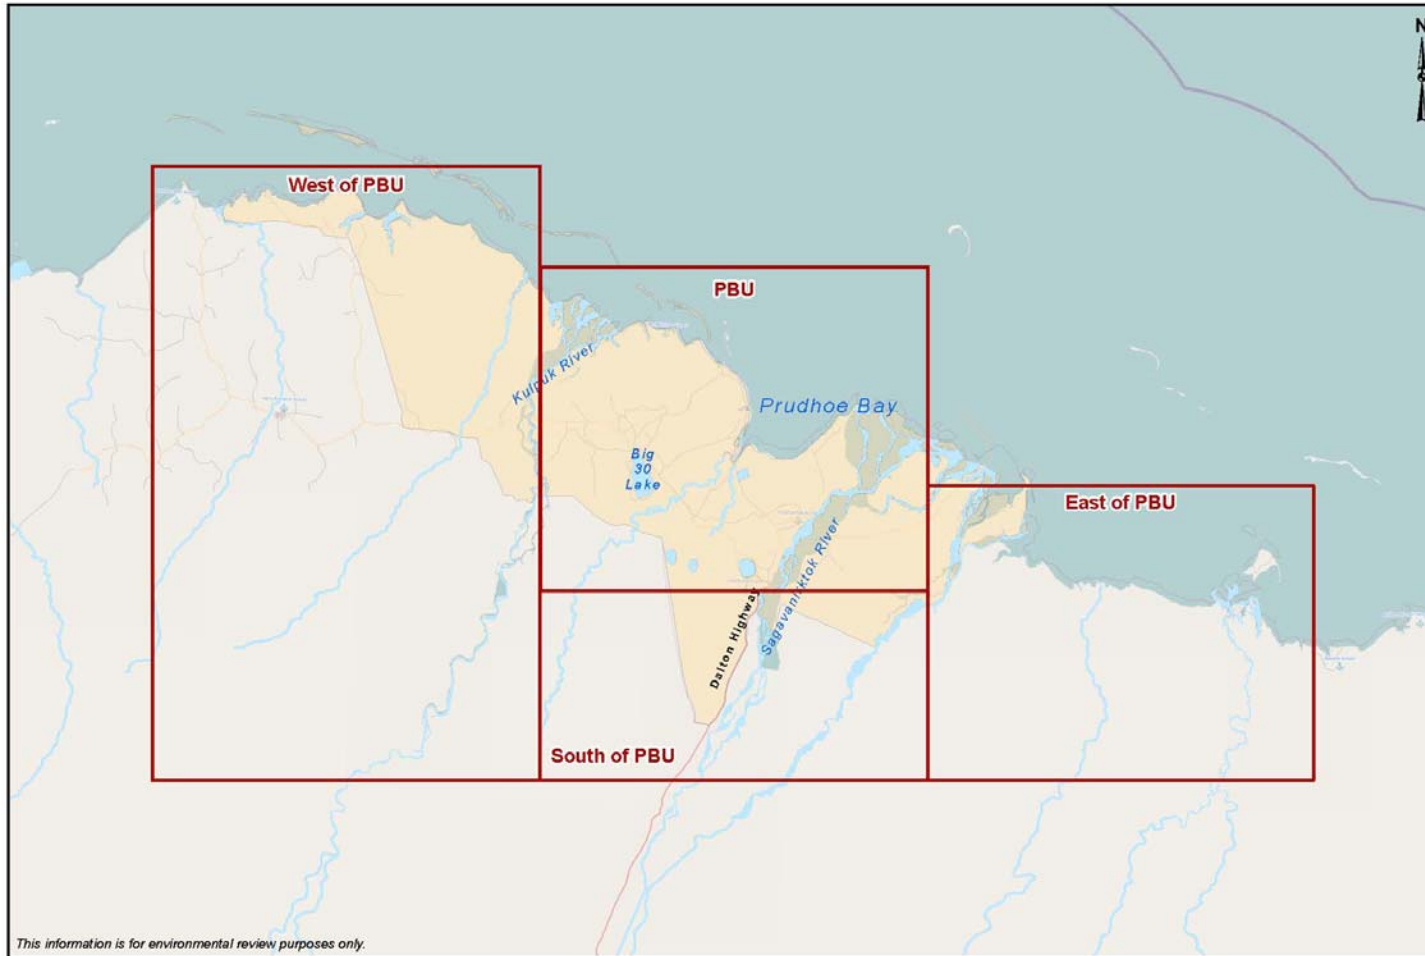 N
West of PBU
PBU
Kulpuk River
Prudhoe Bay
Big
30
Lake
East of PBU
Sagavanirktok River
Dalton Highway
South of PBU
This information is for environmental review purposes only.